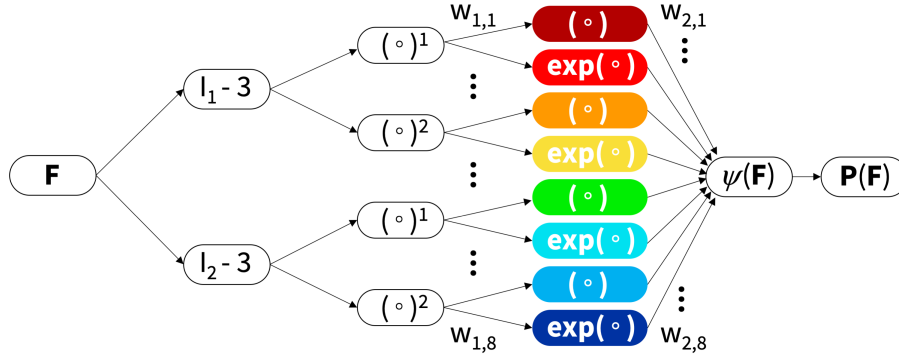 F
I₁ - 3
I₂ - 3
(∘)¹
(∘)²
(∘)¹
(∘)²
w₁,₁
w₁,₈
(∘)
exp(∘)
(∘)
exp(∘)
(∘)
exp(∘)
(∘)
exp(∘)
w₂,₁
w₂,₈
ψ(F)
P(F)